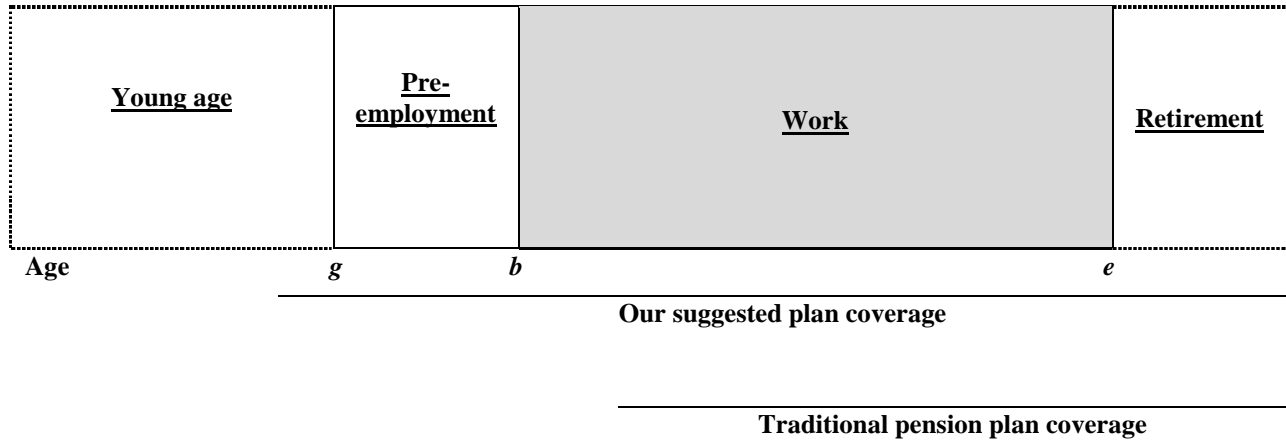 Young age
Pre-
employment
Work
Retirement
Age g b e
Our suggested plan coverage
Traditional pension plan coverage